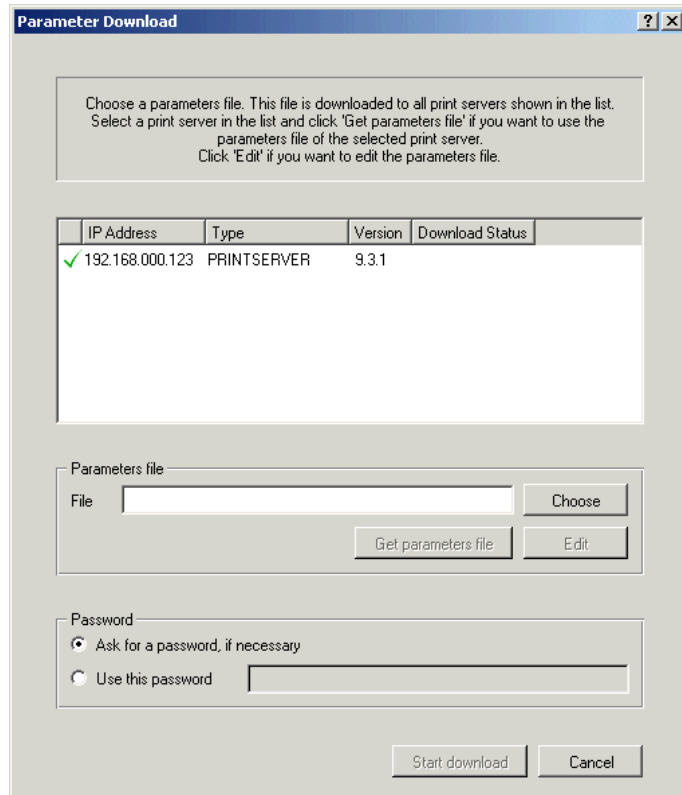 Parameter Download
Choose a parameters file. This file is downloaded to all print servers shown in the list.
Select a print server in the list and click 'Get parameters file' if you want to use the
parameters file of the selected print server.
Click 'Edit' if you want to edit the parameters file.
IP Address Type Version Download Status
192.168.000.123 PRINTSERVER 9.3.1
Parameters file
File Choose
Get parameters file Edit
Password
Ask for a password, if necessary
Use this password
Start download Cancel